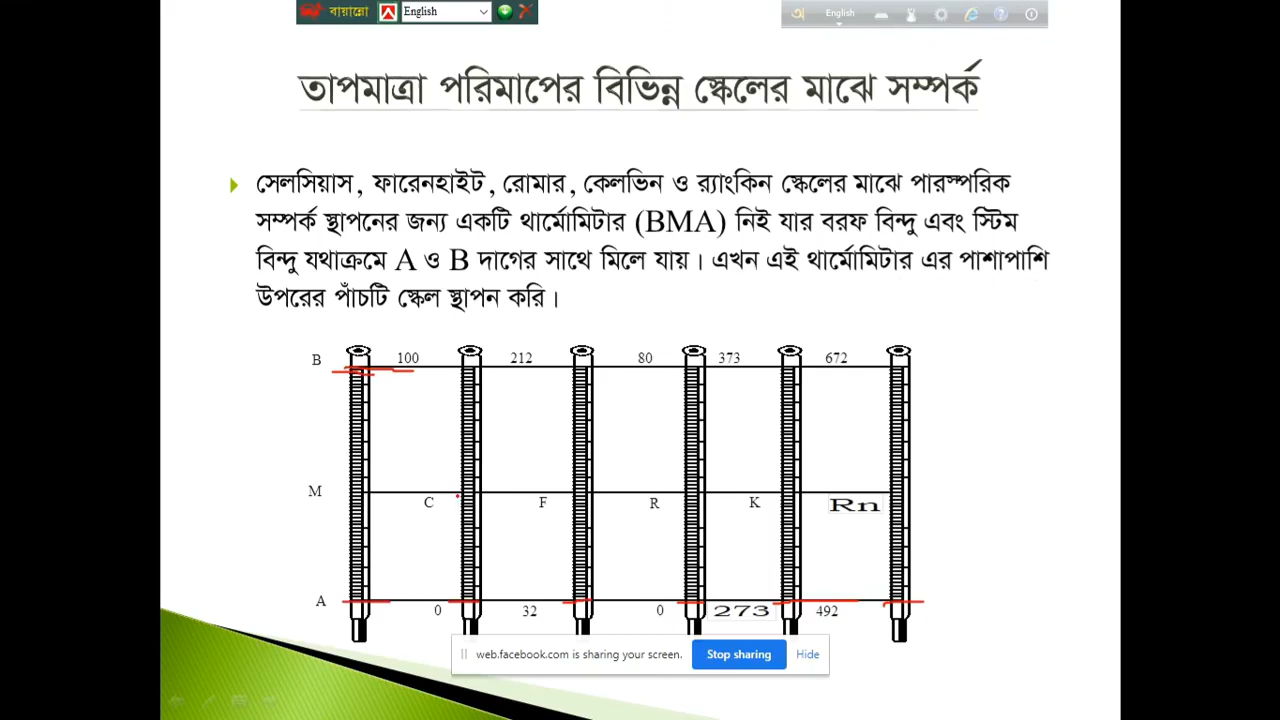 বায়ান্নো English
অ English
তাপমাত্রা পরিমাপের বিভিন্ন স্কেলের মাঝে সম্পর্ক
সেলসিয়াস, ফারেনহাইট, রোমার, কেলভিন ও র‍্যাংকিন স্কেলের মাঝে পারস্পরিক
সম্পর্ক স্থাপনের জন্য একটি থার্মোমিটার (BMA) নিই যার বরফ বিন্দু এবং স্টিম
বিন্দু যথাক্রমে A ও B দাগের সাথে মিলে যায়। এখন এই থার্মোমিটার এর পাশাপাশি
উপরের পাঁচটি স্কেল স্থাপন করি।
B 100 212 80 373 672
M C F R K Rn
A 0 32 0 273 492
web.facebook.com is sharing your screen. Stop sharing Hide